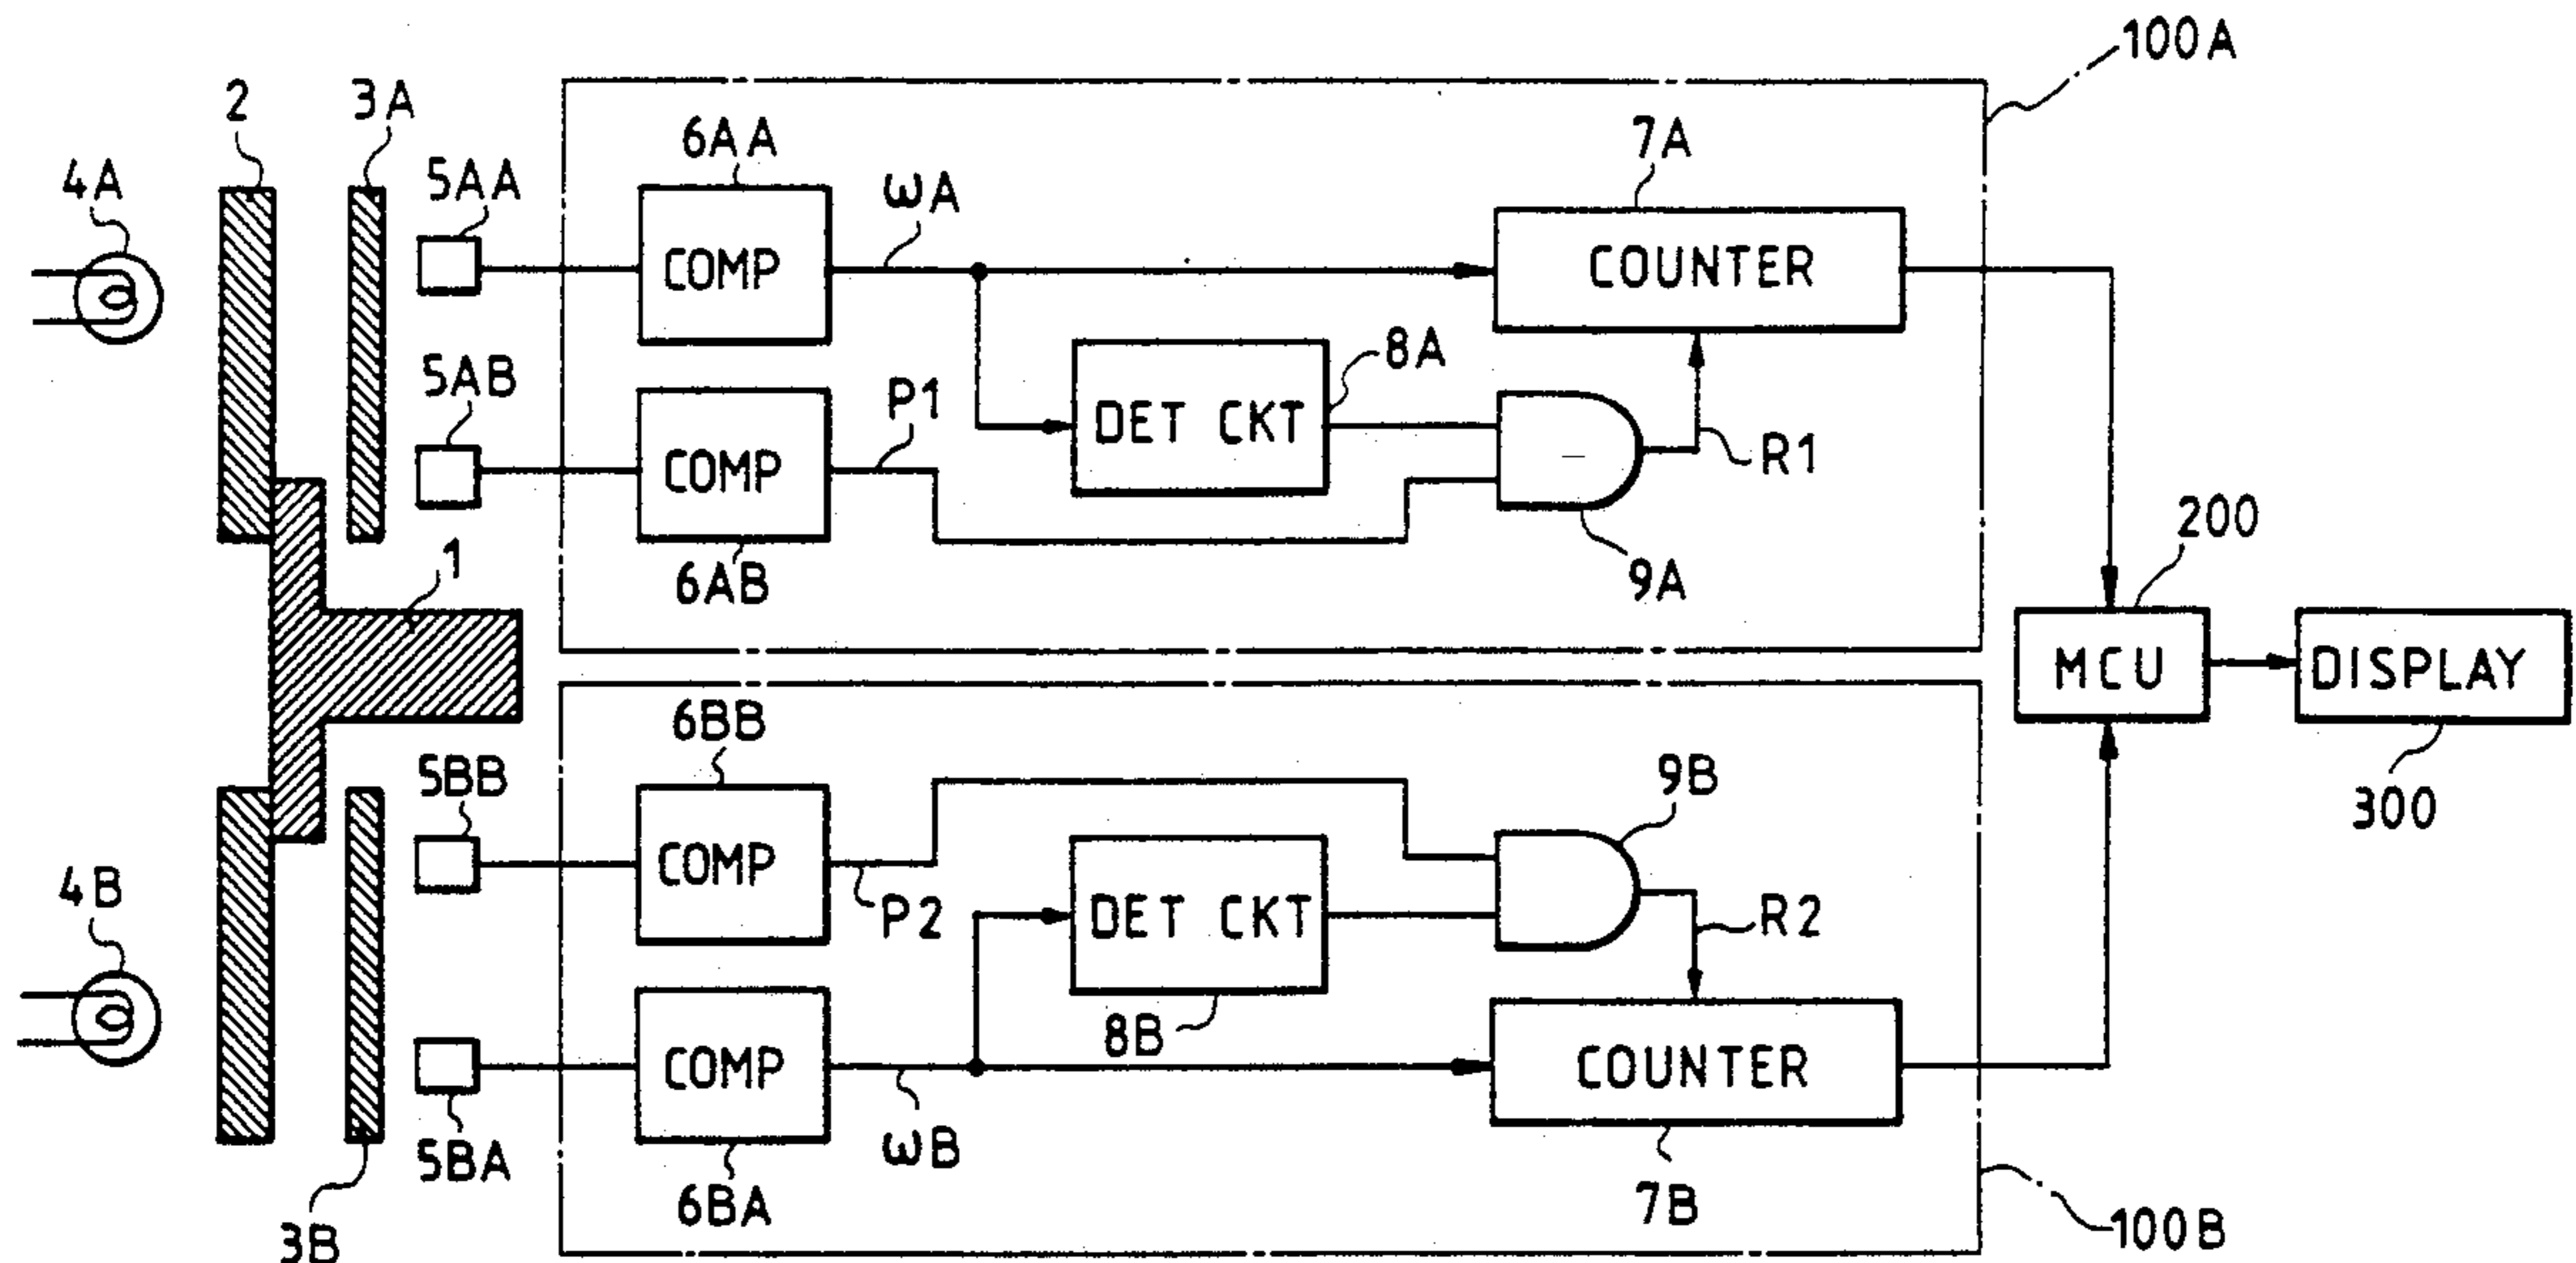 100A
2
3A
6AA
7A
4A
5AA
ωA
COMP
COUNTER
5AB
P1
8A
DET CKT
COMP
R1
200
1
6AB
9A
MCU
DISPLAY
6BB
5BB
9B
300
COMP
4B
P2
DET CKT
R2
8B
COMP
COUNTER
5BA
ωB
6BA
7B
3B
100B